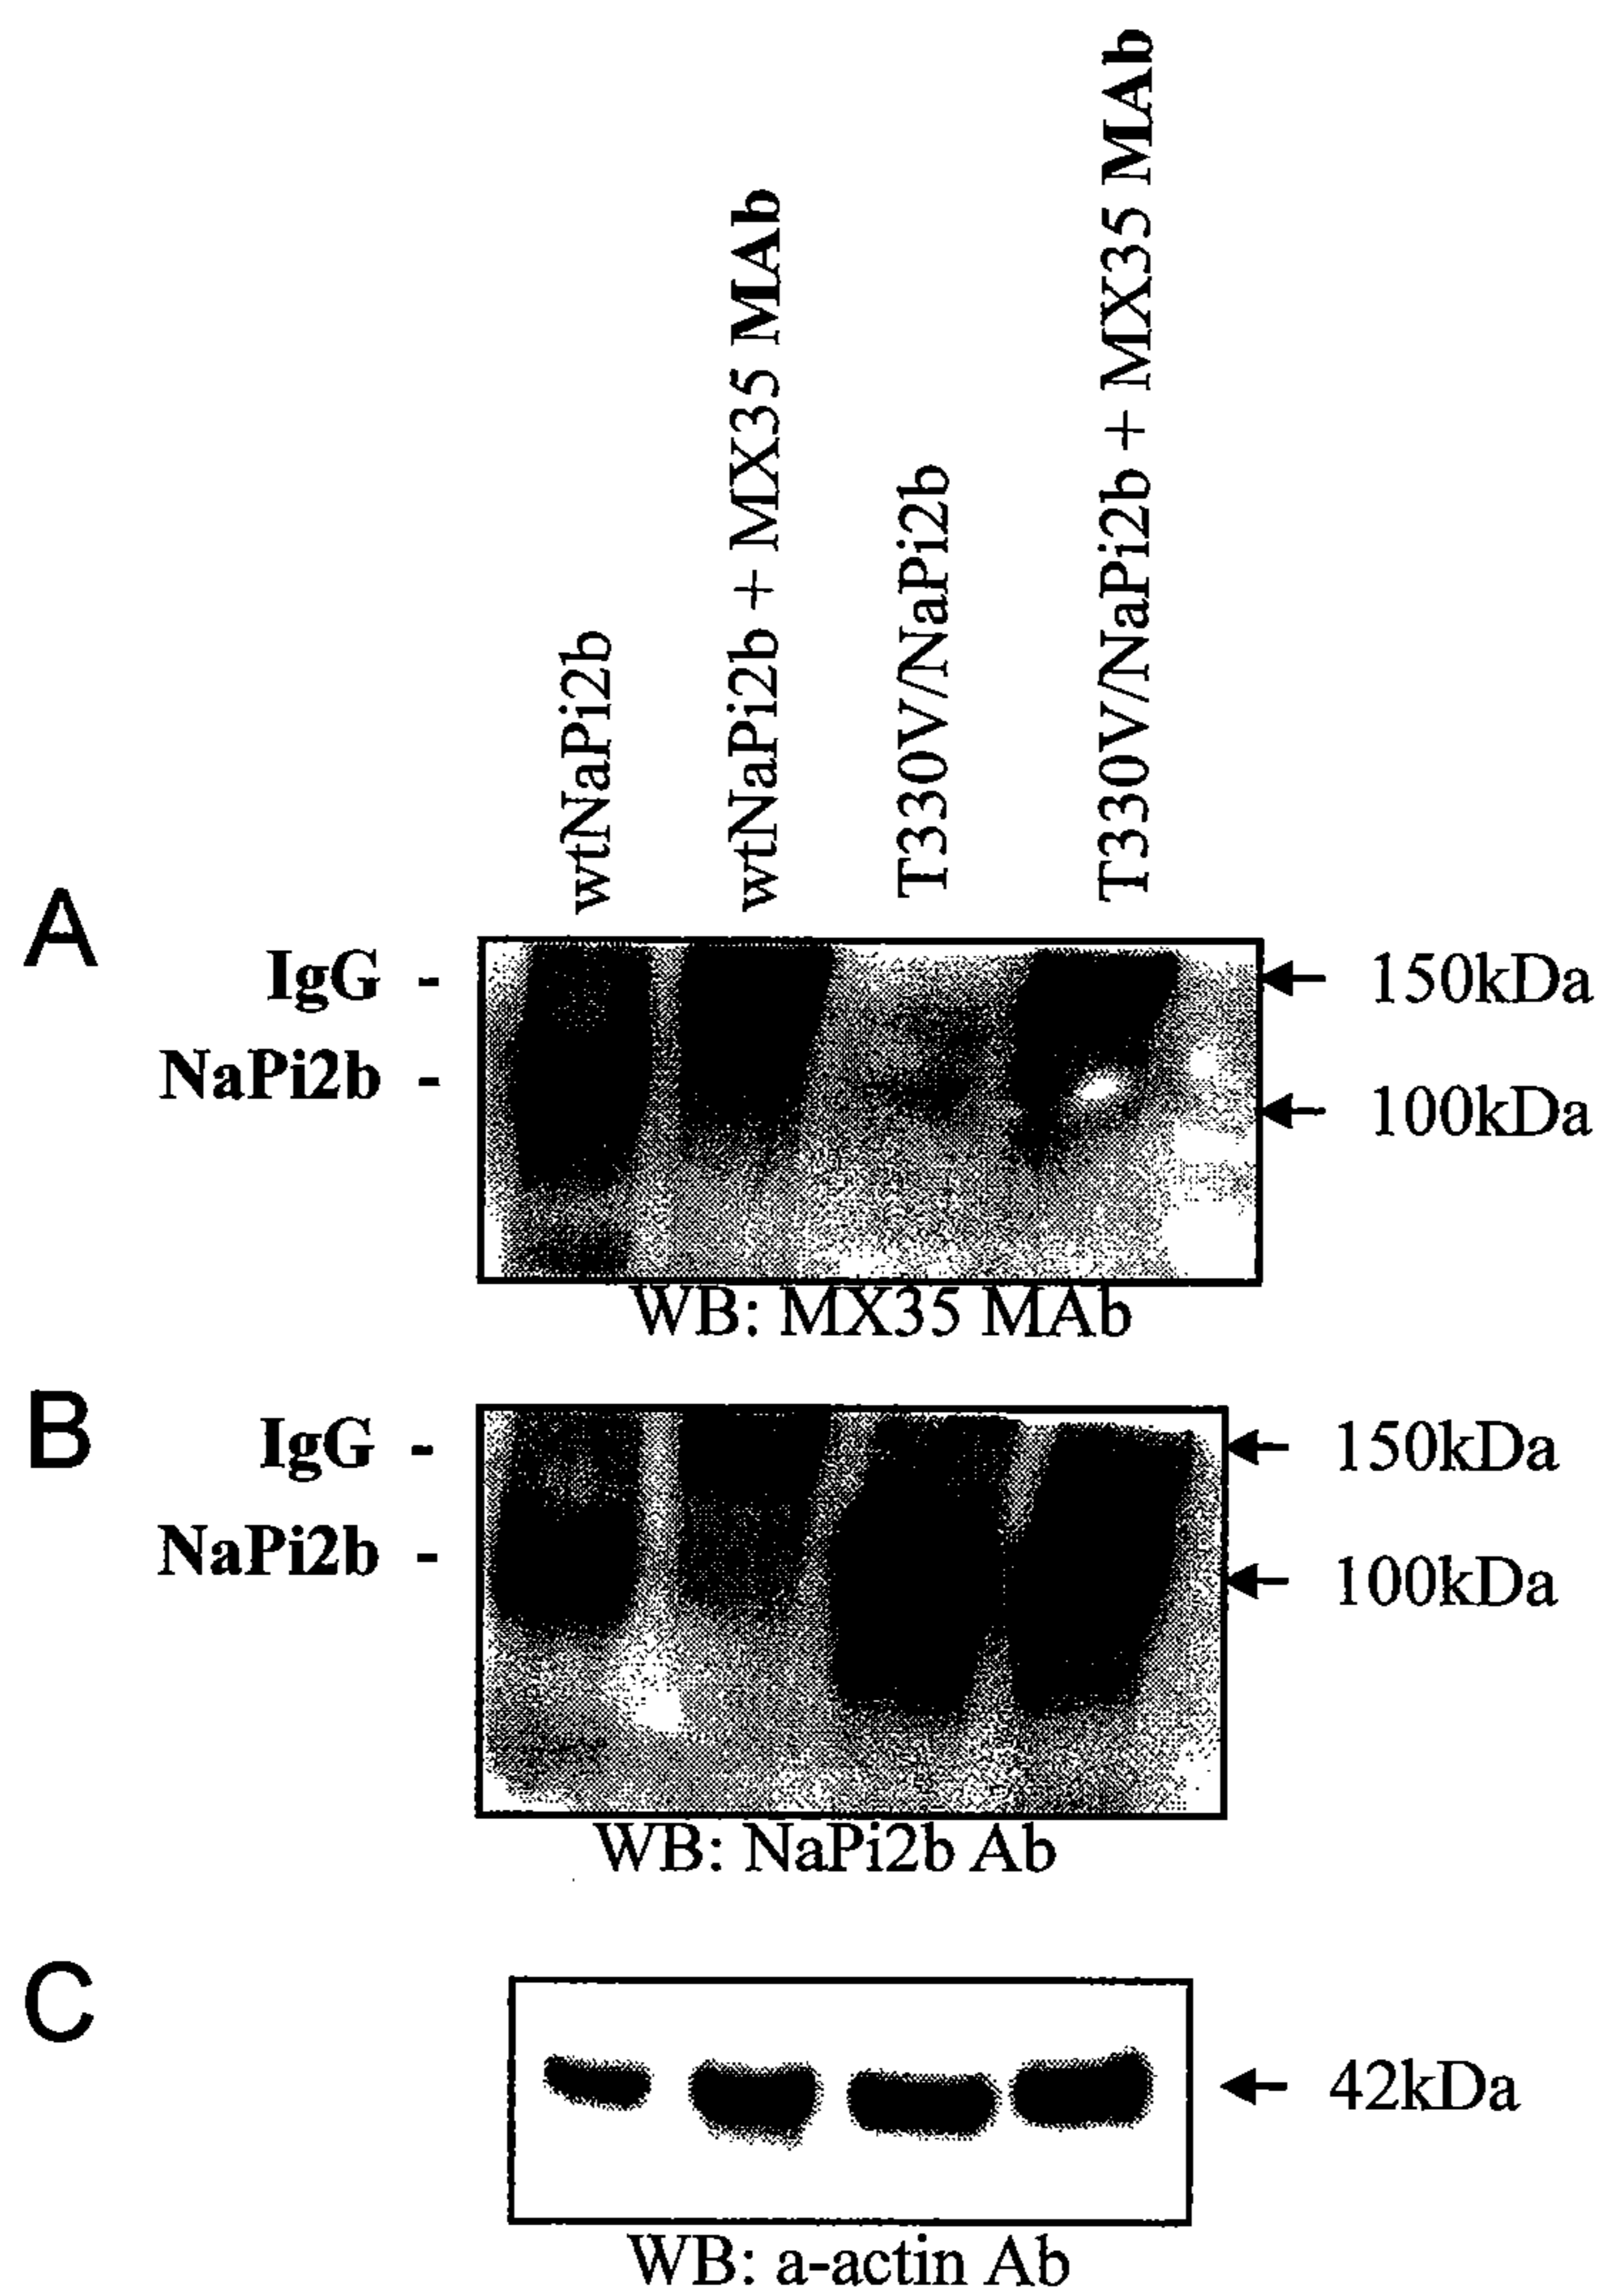 wtNaPi2b
wtNaPi2b + MX35 MAb
T330V/NaPi2b
T330V/NaPi2b + MX35 MAb
A
IgG -
150kDa
NaPi2b -
100kDa
WB: MX35 MAb
B
IgG -
150kDa
NaPi2b -
100kDa
WB: NaPi2b Ab
C
42kDa
WB: a-actin Ab